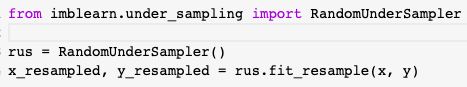 from imblearn.under_sampling import RandomUnderSampler
rus = RandomUnderSampler()
x_resampled, y_resampled = rus.fit_resample(x, y)